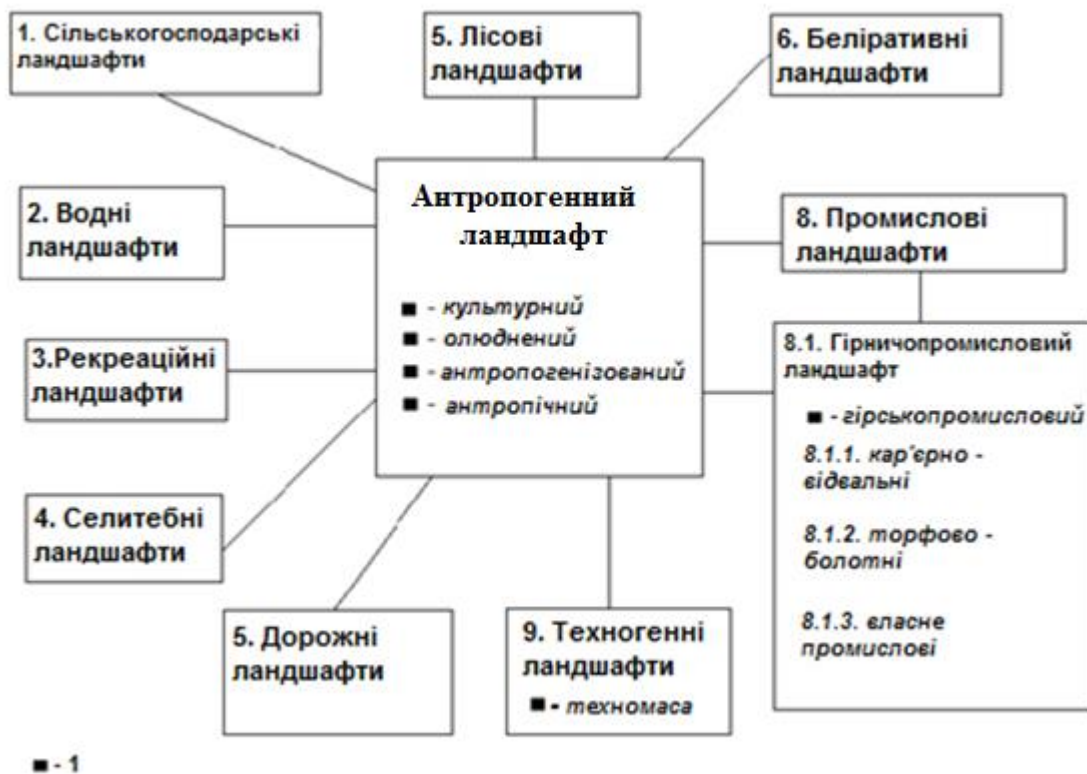 1. Сільськогосподарські
ландшафти
5. Лісові
ландшафти
6. Беліративні
ландшафти
Антропогенний
ландшафт
■ - культурний
■ - олюднений
■ - антропогенізований
■ - антропічний
2. Водні
ландшафти
3.Рекреаційні
ландшафти
4. Селитебні
ландшафти
5. Дорожні
ландшафти
9. Техногенні
ландшафти
■ - техномаса
8. Промислові
ландшафти
8.1. Гірничопромисловий
ландшафт
■ - гірськопромисловий
8.1.1. кар'єрно -
відвальні
8.1.2. торфово -
болотні
8.1.3. власне
промислові
■ - 1